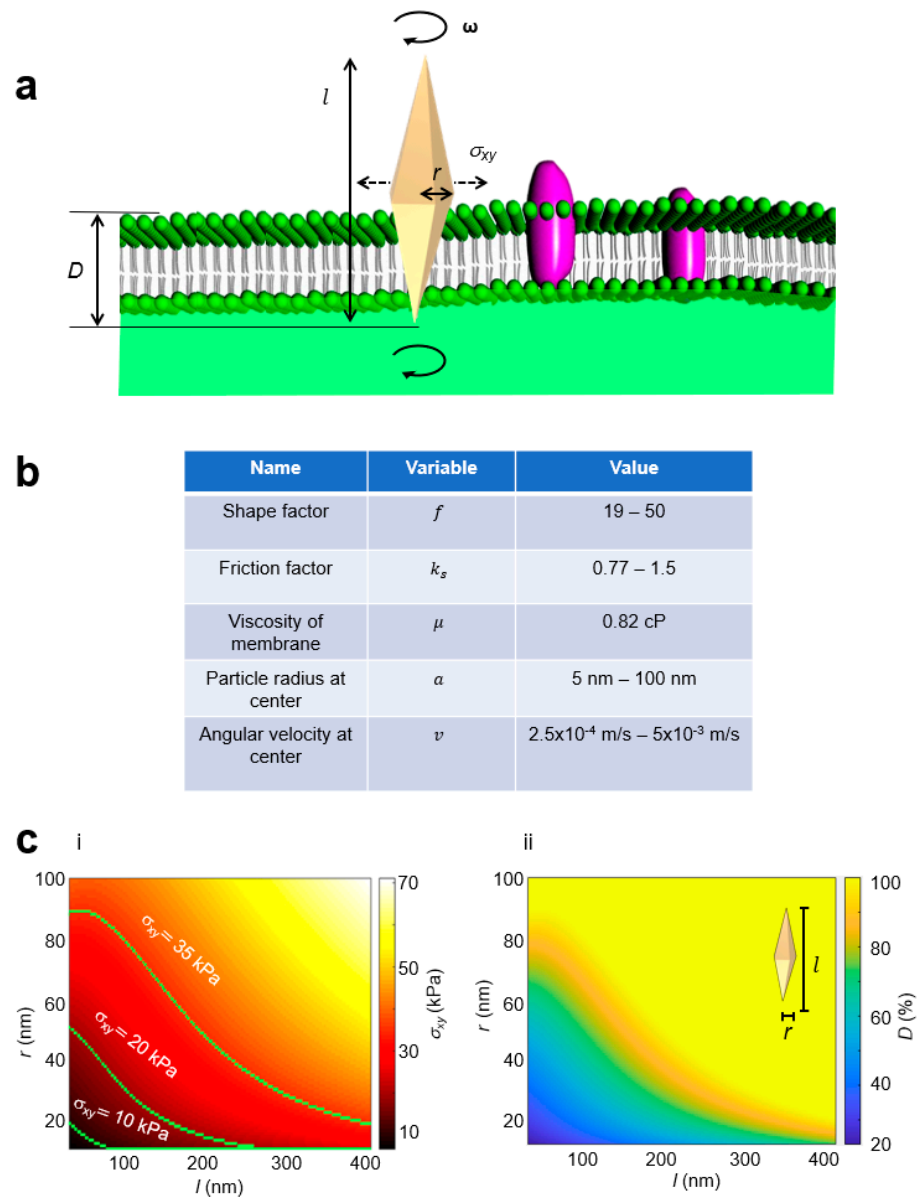 a
ω
l
r
σxy
D
b
Name Variable Value
Shape factor f 19 – 50
Friction factor ks 0.77 – 1.5
Viscosity of
membrane μ 0.82 cP
Particle radius at
center a 5 nm – 100 nm
Angular velocity at
center v 2.5x10⁻⁴ m/s – 5x10⁻³ m/s
c
i
ii
100
80
60
40
20
r (nm)
σxy= 35 kPa
σxy= 20 kPa
σxy= 10 kPa
100 200 300 400
l (nm)
70
50
30
10
σxy (kPa)
100
80
60
40
20
r (nm)
l
r
100 200 300 400
l (nm)
100
80
60
40
20
D (%)